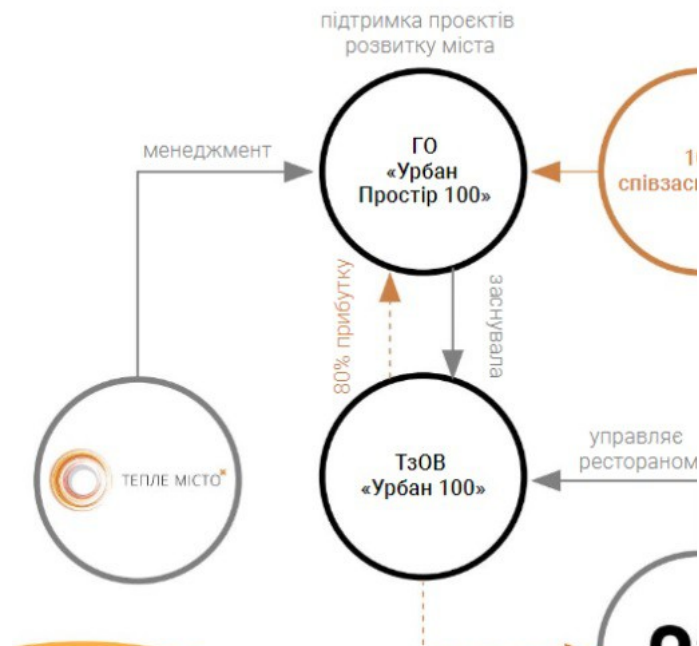 підтримка проєктів
розвитку міста
менеджмент
ГО
«Урбан
Простір 100»
80% прибутку
заснувала
ТЕПЛЕ МІСТО
ТзОВ
«Урбан 100»
управляє
рестораном